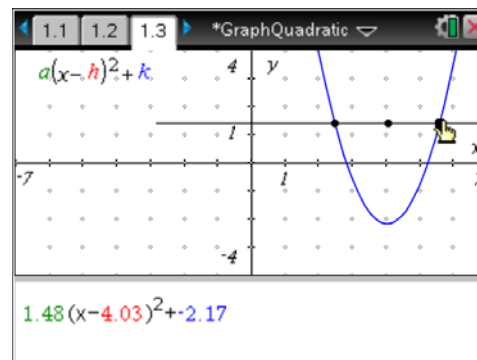 1.1 1.2 1.3 *GraphQuadratic
a(x-h)²+k
4 y
1
x
-7 1
-4
1.48(x-4.03)²+-2.17